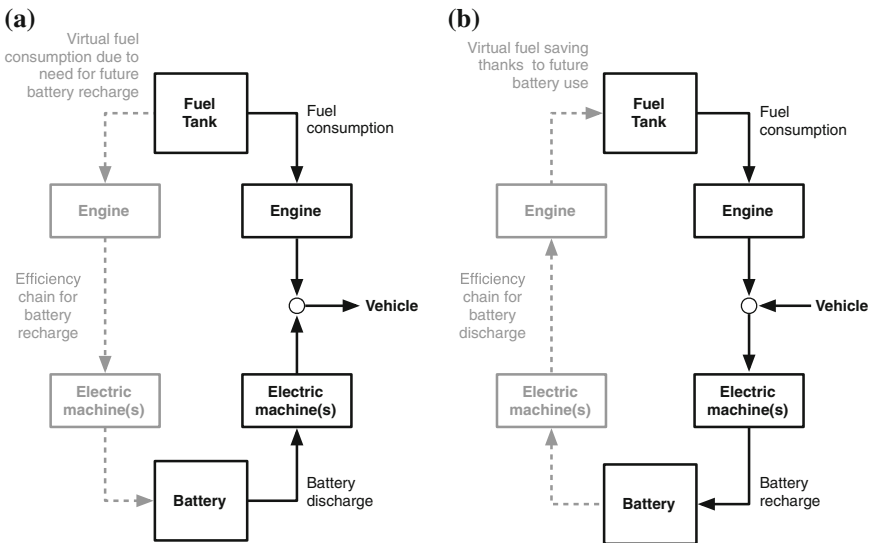 (a)
Virtual fuel
consumption due to
need for future
battery recharge
Fuel
Tank
Fuel
consumption
Engine
Engine
Efficiency
chain for
battery
recharge
Vehicle
Electric
machine(s)
Electric
machine(s)
Battery
Battery
discharge
(b)
Virtual fuel saving
thanks to future
battery use
Fuel
Tank
Fuel
consumption
Engine
Engine
Efficiency
chain for
battery
discharge
Vehicle
Electric
machine(s)
Electric
machine(s)
Battery
Battery
recharge